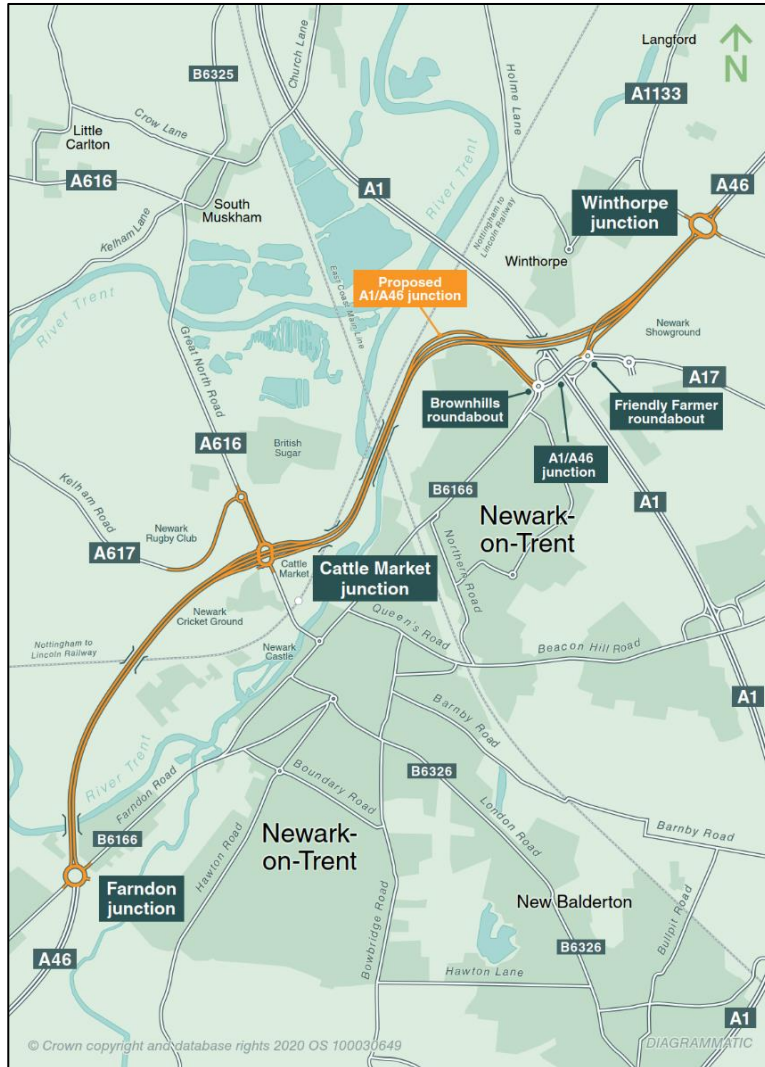 Langford
N
B6325
Church Lane
Holme Lane
A1133
Little
Carlton
Crow Lane
A616
A1
River Trent
Nottingham to
Lincoln Railway
A46
South
Muskham
Winthorpe
junction
Kelham Lane
Winthorpe
River Trent
East Coast Main Line
Proposed
A1/A46 junction
Great North Road
Newark
Showground
A17
Brownhills
roundabout
Friendly Farmer
roundabout
A616
British
Sugar
A1/A46
junction
Kelham Road
B6166
A1
Newark-
on-Trent
Newark
Rugby Club
A617
Cattle
Market
Cattle Market
junction
Northern Road
Newark
Cricket Ground
Queen's Road
Nottingham to
Lincoln Railway
Newark
Castle
Beacon Hill Road
A1
Barnby Road
River Trent
Farndon Road
Boundary Road
B6326
London Road
B6166
Newark-
on-Trent
Barnby Road
Hawton Road
Farndon
junction
New Balderton
Bullpit Road
Bowbridge Road
B6326
A46
Hawton Lane
A1
© Crown copyright and database rights 2020 OS 100030649
DIAGRAMMATIC